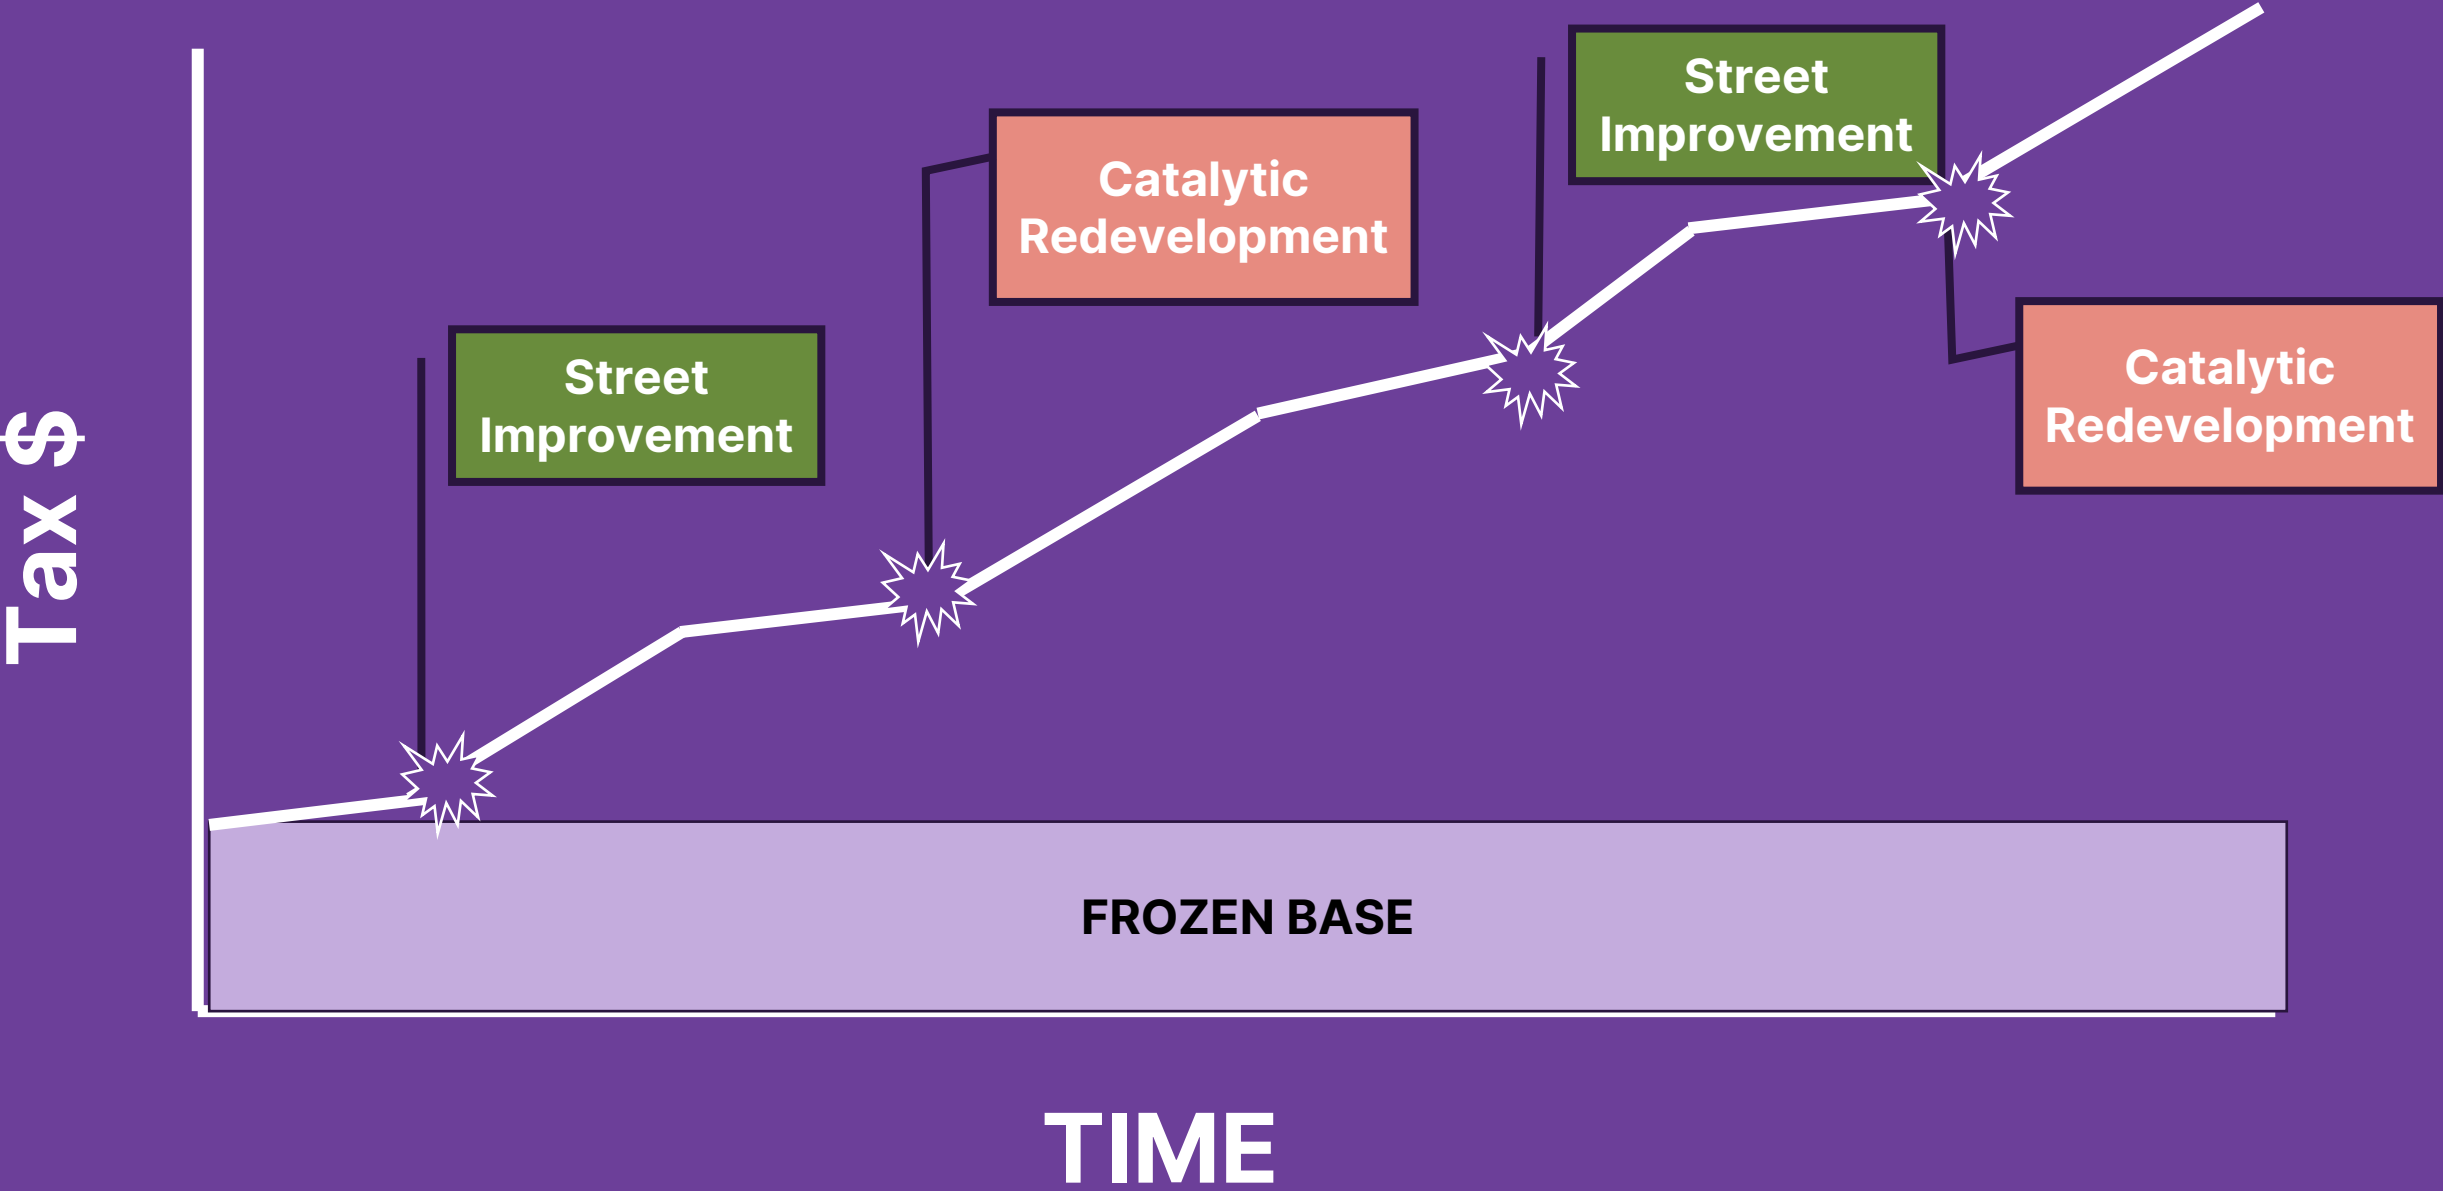 Street
Improvement
Catalytic
Redevelopment
Street
Improvement
Catalytic
Redevelopment
Tax $
FROZEN BASE
TIME